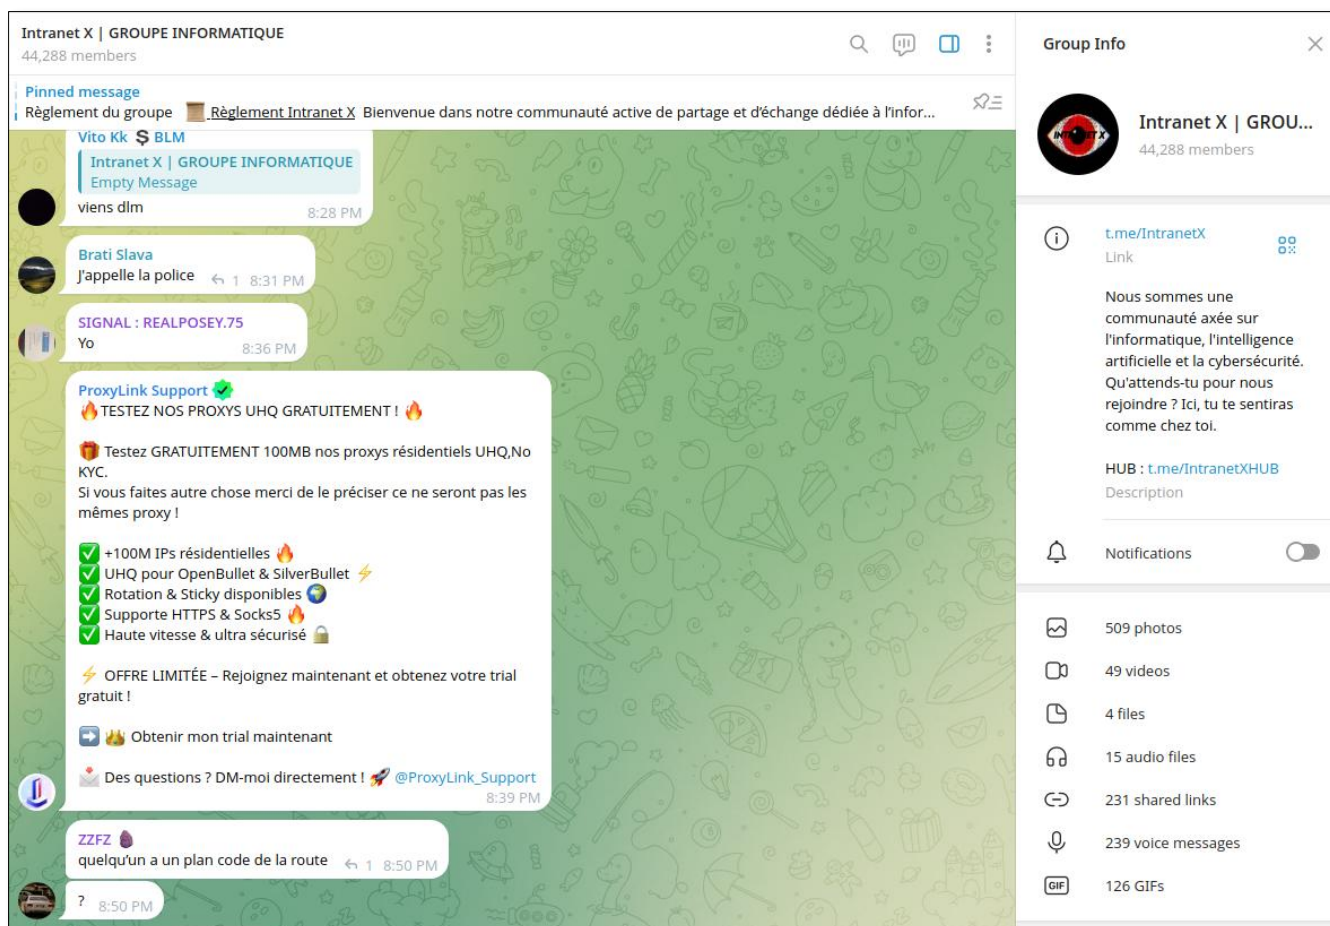 Intranet X | GROUPE INFORMATIQUE
44,288 members
Pinned message
Règlement du groupe 📜 Règlement Intranet X Bienvenue dans notre communauté active de partage et d'échange dédiée à l'infor...
Vito Kk 💲 BLM
Intranet X | GROUPE INFORMATIQUE
Empty Message
viens dlm
8:28 PM
Brati Slava
J'appelle la police 1 8:31 PM
SIGNAL : REALPOSEY.75
Yo
8:36 PM
ProxyLink Support
🔥TESTEZ NOS PROXYS UHQ GRATUITEMENT ! 🔥
🎁 Testez GRATUITEMENT 100MB nos proxys résidentiels UHQ,No
KYC.
Si vous faites autre chose merci de le préciser ce ne seront pas les
mêmes proxy !
✅ +100M IPs résidentielles 🔥
✅ UHQ pour OpenBullet & SilverBullet ⚡
✅ Rotation & Sticky disponibles 🌍
✅ Supporte HTTPS & Socks5 🔥
✅ Haute vitesse & ultra sécurisé 🔒
⚡ OFFRE LIMITÉE – Rejoignez maintenant et obtenez votre trial
gratuit !
➡️ 👑 Obtenir mon trial maintenant
📩 Des questions ? DM-moi directement ! 🚀 @ProxyLink_Support
8:39 PM
ZZFZ
quelqu'un a un plan code de la route 1 8:50 PM
? 8:50 PM
Group Info
INTRANET X
Intranet X | GROU...
44,288 members
t.me/IntranetX
Link
Nous sommes une
communauté axée sur
l'informatique, l'intelligence
artificielle et la cybersécurité.
Qu'attends-tu pour nous
rejoindre ? Ici, tu te sentiras
comme chez toi.
HUB : t.me/IntranetXHUB
Description
Notifications
509 photos
49 videos
4 files
15 audio files
231 shared links
239 voice messages
GIF 126 GIFs